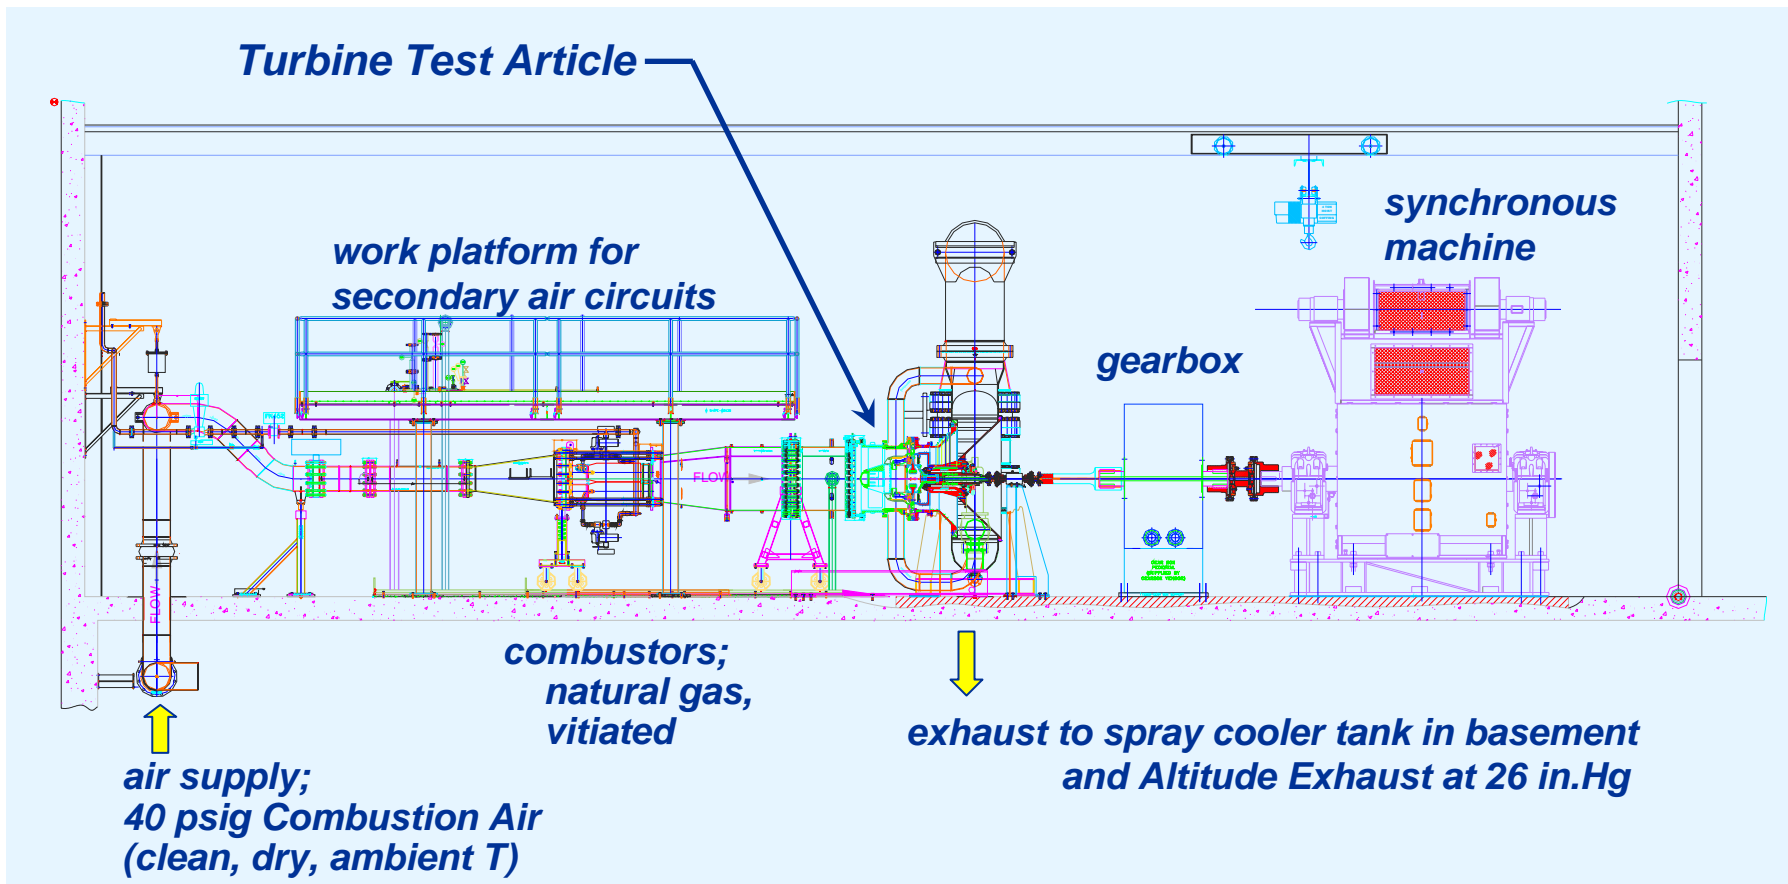 Turbine Test Article
synchronous
machine
work platform for
secondary air circuits
gearbox
FLOW
FLOW
combustors;
natural gas,
vitiated
exhaust to spray cooler tank in basement
and Altitude Exhaust at 26 in.Hg
air supply;
40 psig Combustion Air
(clean, dry, ambient T)